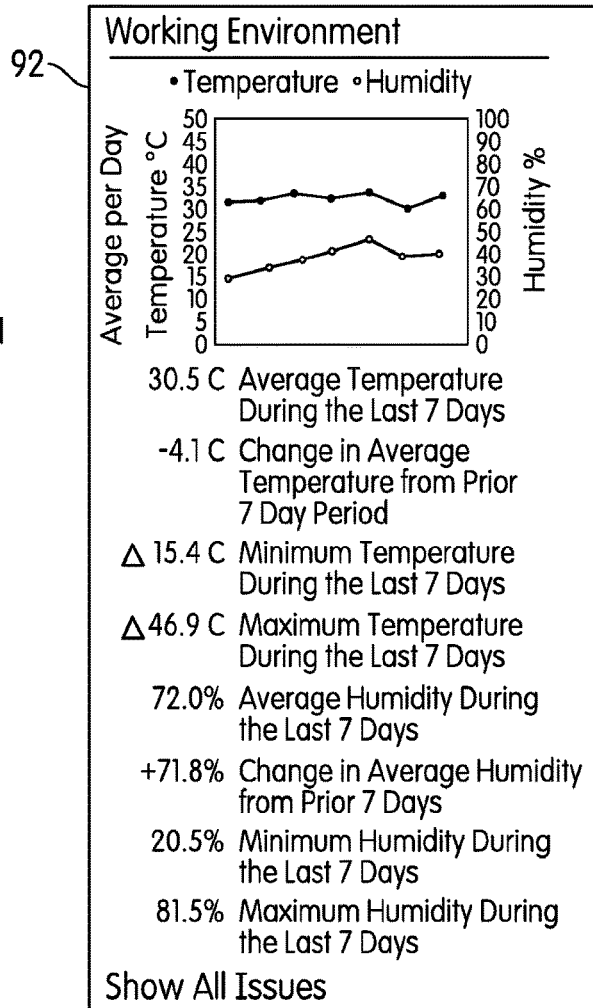 92
Working Environment
• Temperature ◦ Humidity
Average per Day
Temperature °C
50
45
40
35
30
25
20
15
10
5
0
100
90
80
70
60
50
40
30
20
10
0
Humidity %
30.5 C Average Temperature
During the Last 7 Days
-4.1 C Change in Average
Temperature from Prior
7 Day Period
△ 15.4 C Minimum Temperature
During the Last 7 Days
△ 46.9 C Maximum Temperature
During the Last 7 Days
72.0% Average Humidity During
the Last 7 Days
+71.8% Change in Average Humidity
from Prior 7 Days
20.5% Minimum Humidity During
the Last 7 Days
81.5% Maximum Humidity During
the Last 7 Days
Show All Issues